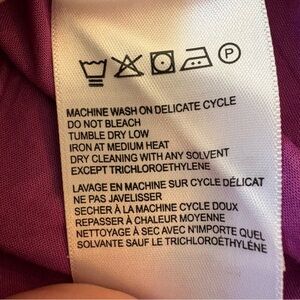 P
MACHINE WASH ON DELICATE CYCLE
DO NOT BLEACH
TUMBLE DRY LOW
IRON AT MEDIUM HEAT
DRY CLEANING WITH ANY SOLVENT
EXCEPT TRICHLOROETHYLENE
LAVAGE EN MACHINE SUR CYCLE DÉLICAT
NE PAS JAVELISSER
SECHER À LA MACHINE CYCLE DOUX
REPASSER À CHALEUR MOYENNE
NETTOYAGE À SEC AVEC N'IMPORTE QUEL
SOLVANTE SAUF LE TRICHLOROÉTHYLÈNE